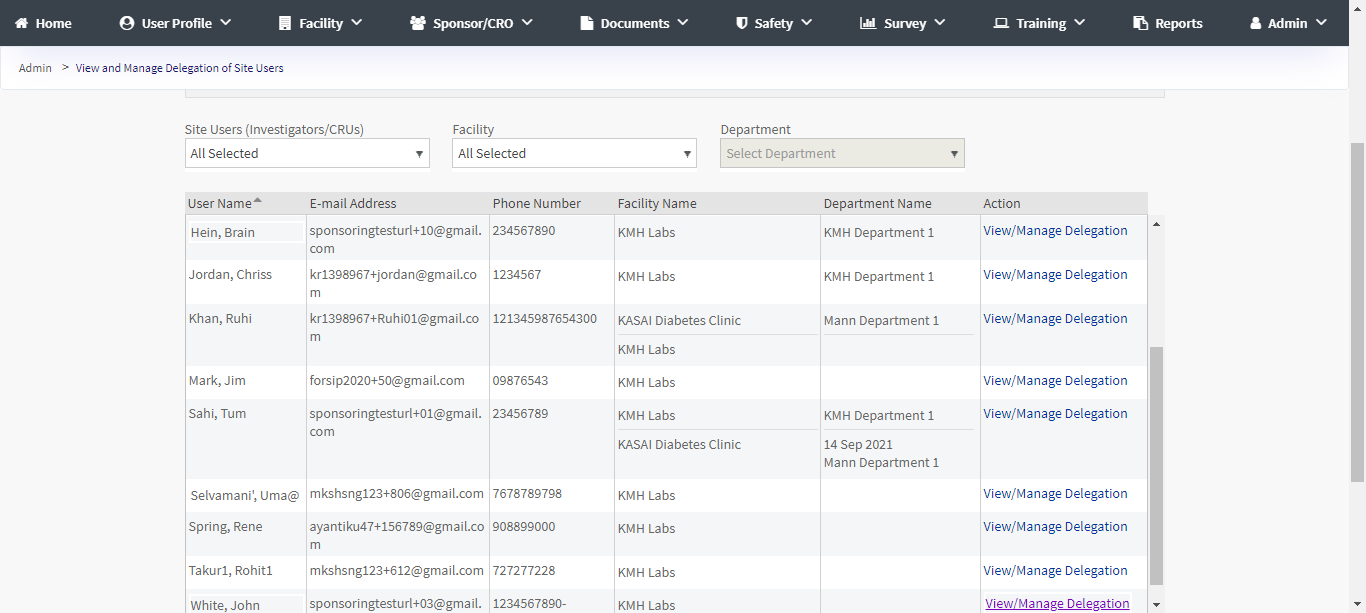 Home User Profile Facility Sponsor/CRO Documents Safety Survey Training Reports Admin
Admin > View and Manage Delegation of Site Users
Site Users (Investigators/CRUs) Facility Department
All Selected All Selected Select Department
User Name E-mail Address Phone Number Facility Name Department Name Action
Hein, Brain sponsoringtesturl+10@gmail. 234567890 KMH Labs KMH Department 1 View/Manage Delegation
com
Jordan, Chriss kr1398967+jordan@gmail.co 1234567 KMH Labs KMH Department 1 View/Manage Delegation
m
Khan, Ruhi kr1398967+Ruhi01@gmail.co 121345987654300 KASAI Diabetes Clinic Mann Department 1 View/Manage Delegation
m
KMH Labs
Mark, Jim forsip2020+50@gmail.com 09876543 KMH Labs View/Manage Delegation
Sahi, Tum sponsoringtesturl+01@gmail. 23456789 KMH Labs KMH Department 1 View/Manage Delegation
com
KASAI Diabetes Clinic 14 Sep 2021
Mann Department 1
Selvamani', Uma@ mkshsng123+806@gmail.com 7678789798 KMH Labs View/Manage Delegation
Spring, Rene ayantiku47+156789@gmail.co 908899000 KMH Labs View/Manage Delegation
m
Takur1, Rohit1 mkshsng123+612@gmail.com 727277228 KMH Labs View/Manage Delegation
White, John sponsoringtesturl+03@gmail. 1234567890- KMH Labs View/Manage Delegation